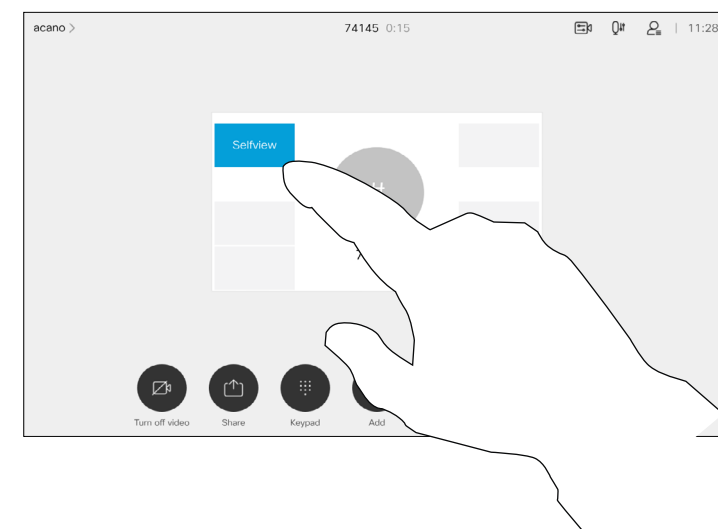 acano >
74145 0:15
11:28
Selfview
Turn off video
Share
Keypad
Add